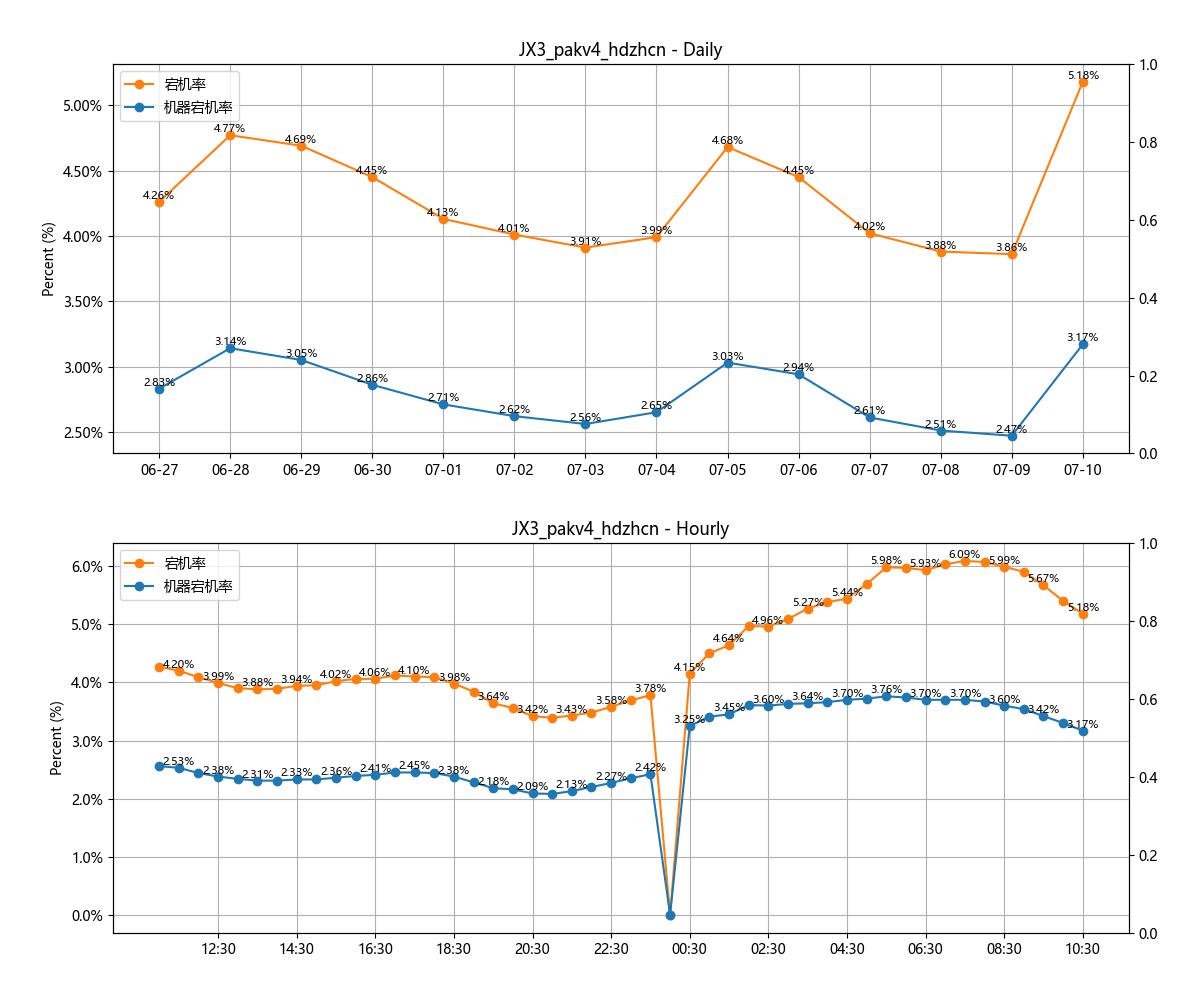 JX3_pakv4_hdzhcn - Daily
宕机率
机器宕机率
Percent (%)
5.00%
4.50%
4.00%
3.50%
3.00%
2.50%
1.0
0.8
0.6
0.4
0.2
0.0
4.26% 4.77% 4.69% 4.45% 4.13% 4.01% 3.91% 3.99% 4.68% 4.45% 4.02% 3.88% 3.86% 5.18%
2.83% 3.14% 3.05% 2.86% 2.71% 2.62% 2.56% 2.65% 3.03% 2.94% 2.61% 2.51% 2.47% 3.17%
06-27 06-28 06-29 06-30 07-01 07-02 07-03 07-04 07-05 07-06 07-07 07-08 07-09 07-10
JX3_pakv4_hdzhcn - Hourly
宕机率
机器宕机率
Percent (%)
6.0%
5.0%
4.0%
3.0%
2.0%
1.0%
0.0%
1.0
0.8
0.6
0.4
0.2
0.0
4.20% 3.99% 3.88% 3.94% 4.02% 4.06% 4.10% 3.98% 3.64% 3.42% 3.43% 3.58% 3.78% 4.15% 4.64% 4.96% 5.27% 5.44% 5.98% 5.93% 6.09% 5.99% 5.67% 5.18%
2.53% 2.38% 2.31% 2.33% 2.36% 2.41% 2.45% 2.38% 2.18% 2.09% 2.13% 2.27% 2.42% 3.25% 3.45% 3.60% 3.64% 3.70% 3.76% 3.70% 3.70% 3.60% 3.42% 3.17%
12:30 14:30 16:30 18:30 20:30 22:30 00:30 02:30 04:30 06:30 08:30 10:30